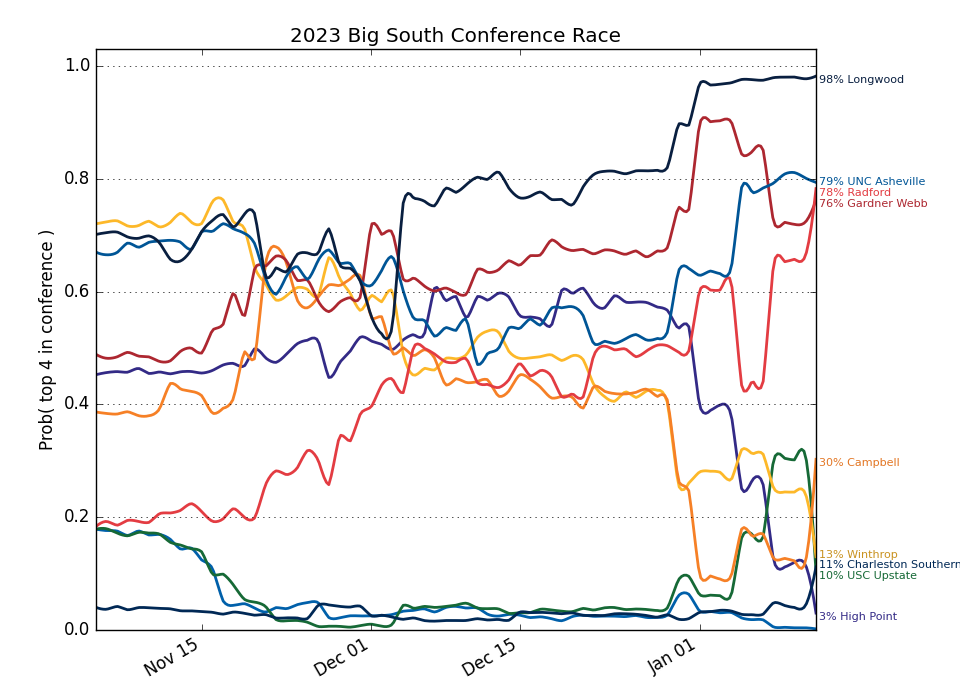 2023 Big South Conference Race
Prob( top 4 in conference )
1.0
0.8
0.6
0.4
0.2
0.0
Nov 15
Dec 01
Dec 15
Jan 01
98% Longwood
79% UNC Asheville
78% Radford
76% Gardner Webb
30% Campbell
13% Winthrop
11% Charleston Southern
10% USC Upstate
3% High Point